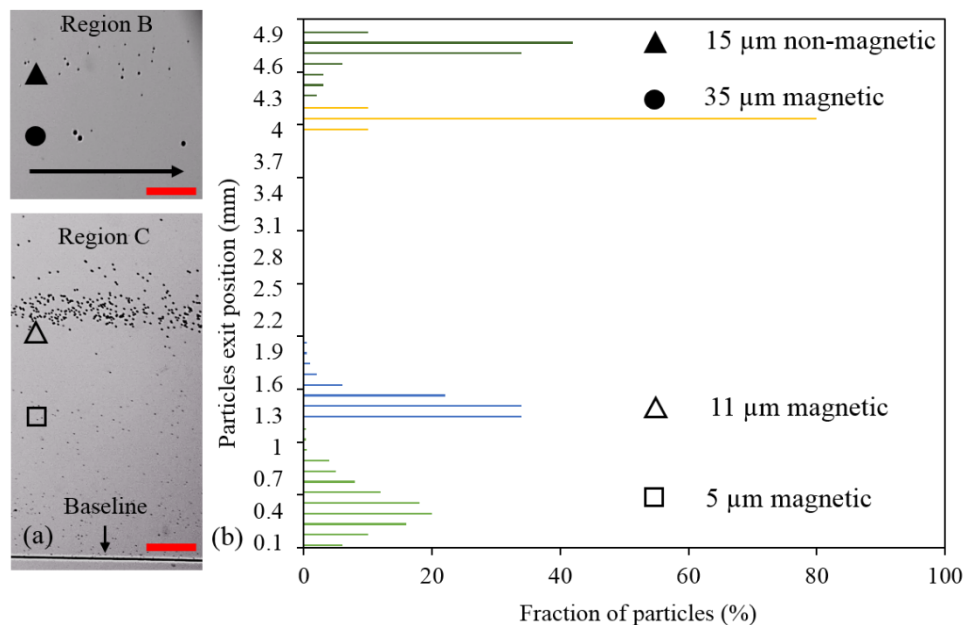 Region B
Region C
Baseline
(a)
(b)
Particles exit position (mm)
4.9
4.6
4.3
4
3.7
3.4
3.1
2.8
2.5
2.2
1.9
1.6
1.3
1
0.7
0.4
0.1
0 20 40 60 80 100
Fraction of particles (%)
15 µm non-magnetic
35 µm magnetic
11 µm magnetic
5 µm magnetic